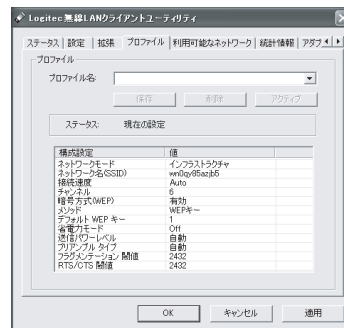 Logitec 無線LANクライアントユーティリティ
ステータス 設定 拡張 プロファイル 利用可能なネットワーク 統計情報 アダプ
プロファイル
プロファイル名:
保存 削除 アクティブ
ステータス: 現在の設定
構成設定 値
ネットワークモード インフラストラクチャ
ネットワーク名(SSID) wn0qy85azjb5
接続速度 Auto
チャンネル 6
暗号方式(WEP) 有効
メソッド WEPキー
デフォルト WEP キー 1
省電力モード Off
送信パワーレベル 自動
プリアンブル タイプ 自動
フラグメンテーション 閾値 2432
RTS/CTS 閾値 2432
OK キャンセル 適用